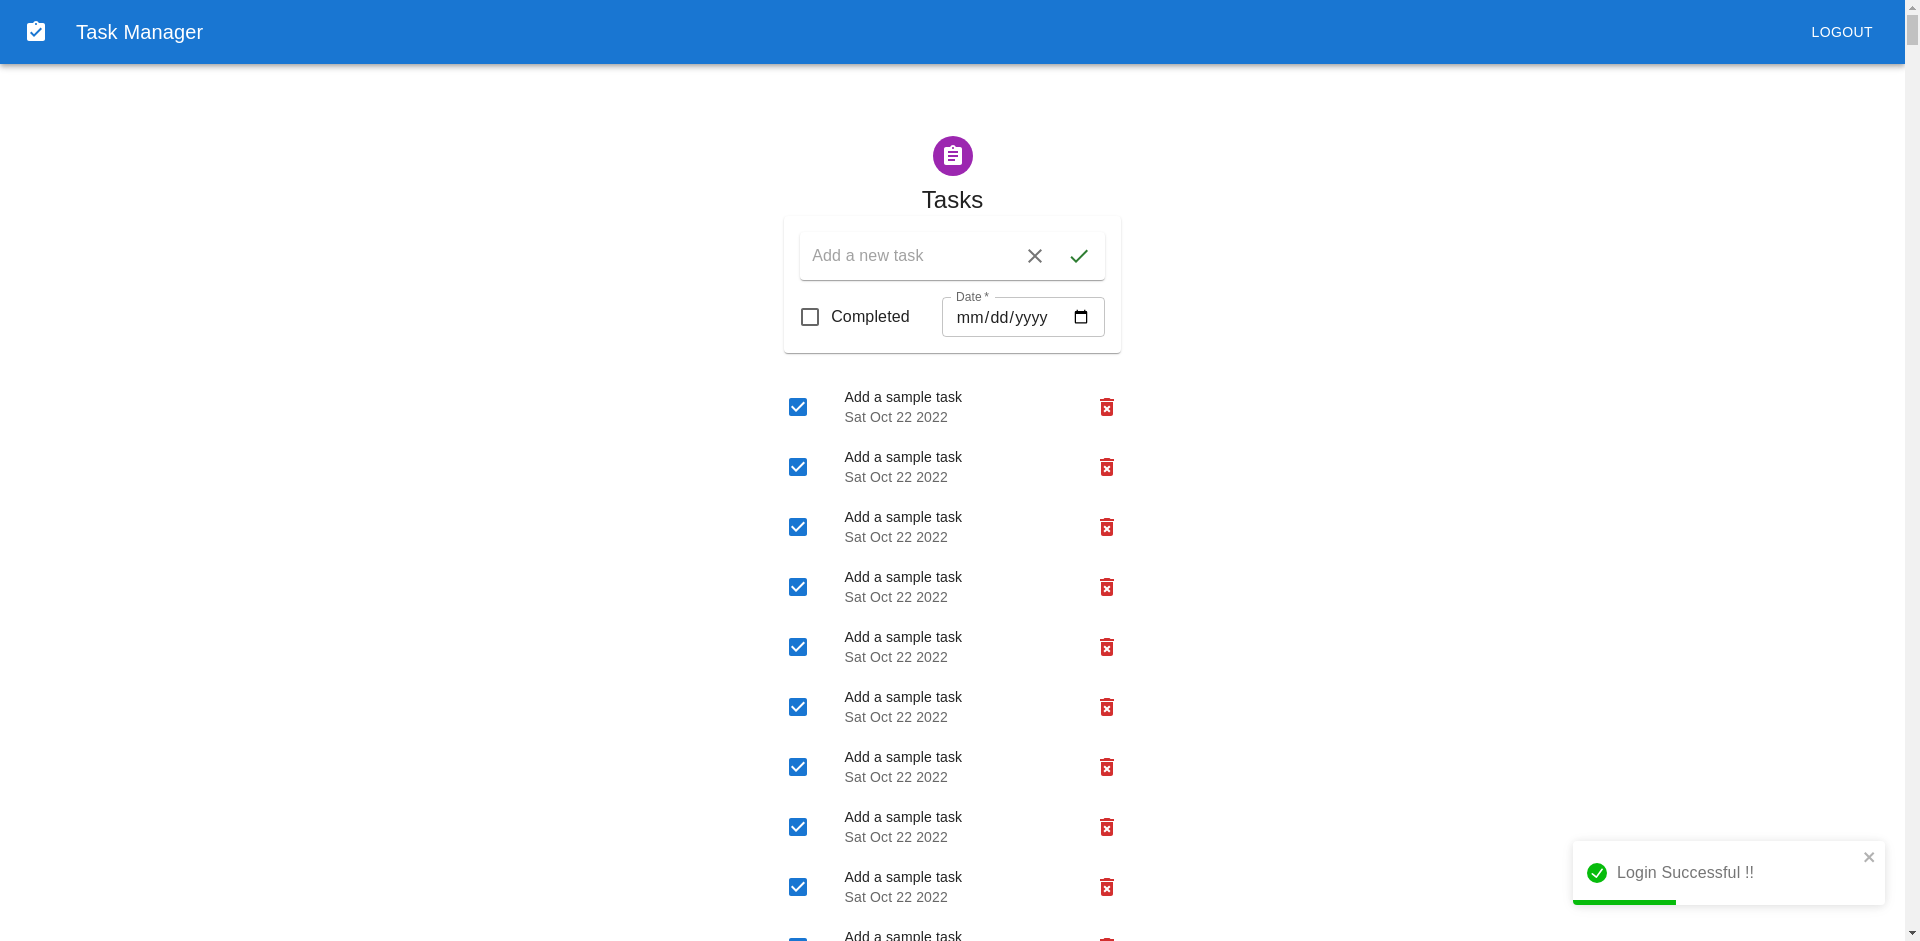 Task Manager
LOGOUT
Tasks
Add a new task
Completed
Date *
mm/dd/yyyy
Add a sample task
Sat Oct 22 2022
Add a sample task
Sat Oct 22 2022
Add a sample task
Sat Oct 22 2022
Add a sample task
Sat Oct 22 2022
Add a sample task
Sat Oct 22 2022
Add a sample task
Sat Oct 22 2022
Add a sample task
Sat Oct 22 2022
Add a sample task
Sat Oct 22 2022
Add a sample task
Sat Oct 22 2022
Add a sample task
Login Successful !!